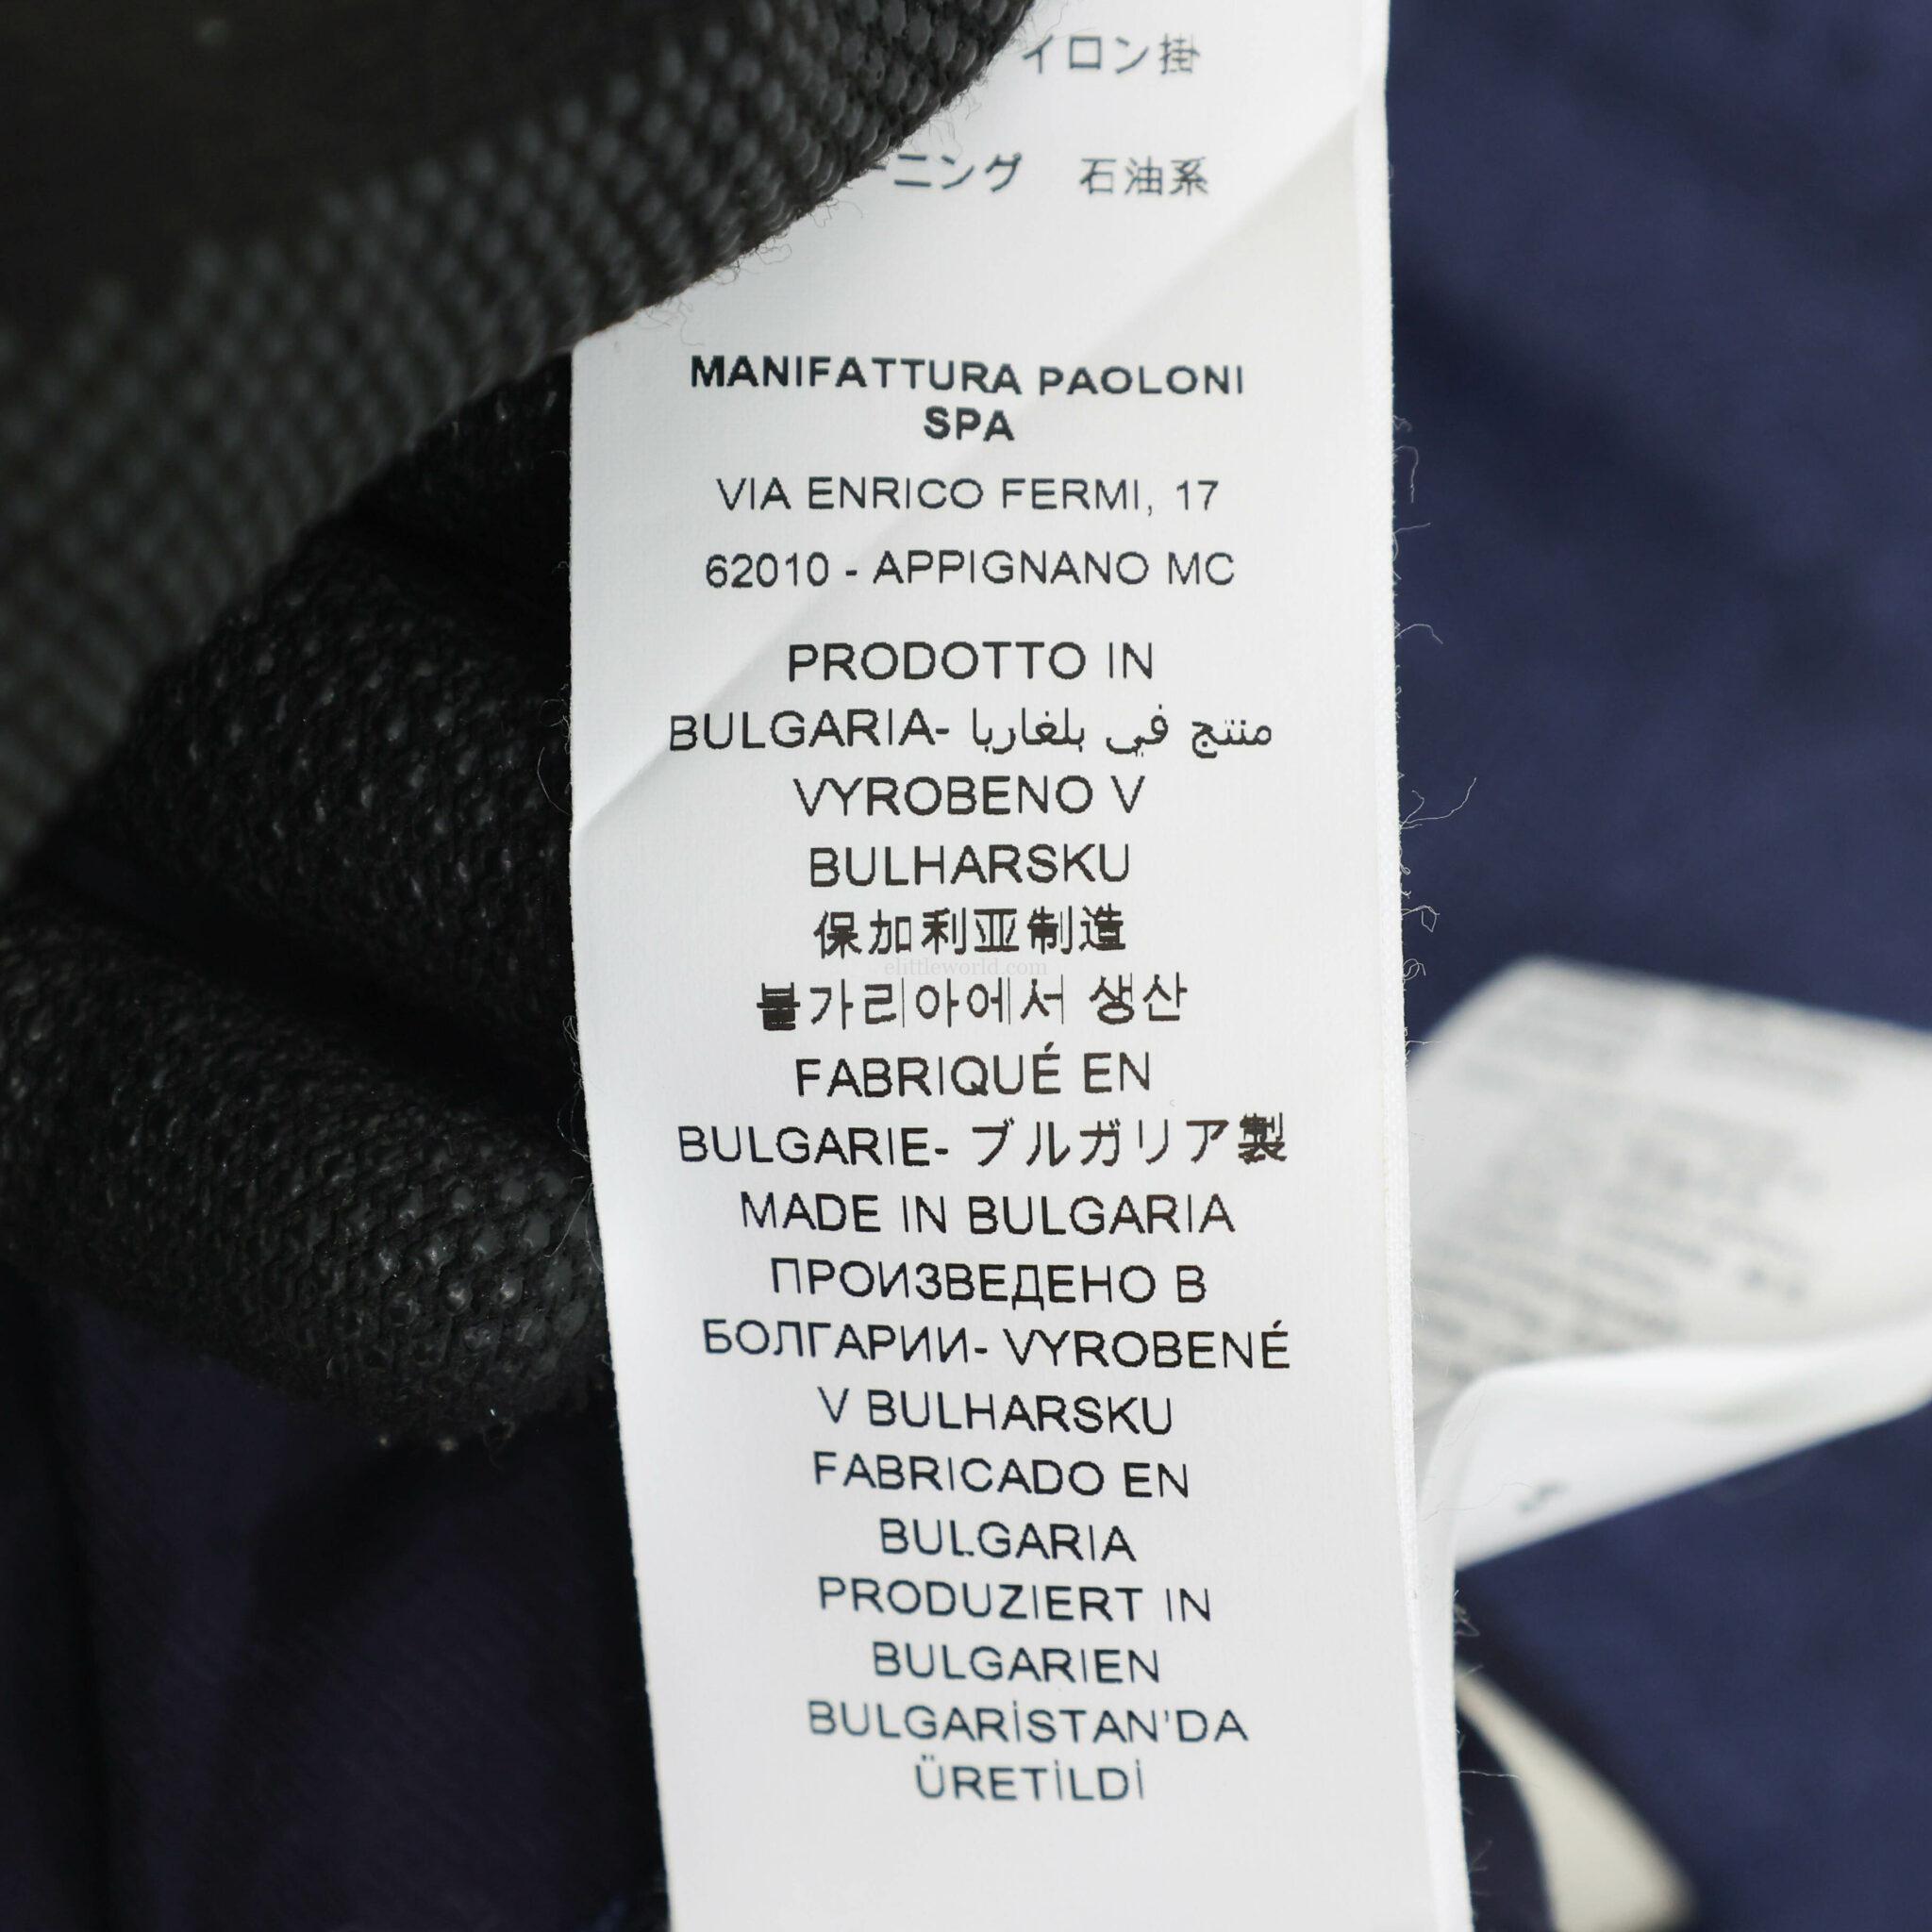 イロン掛
ーニング 石油系
MANIFATTURA PAOLONI
SPA
VIA ENRICO FERMI, 17
62010 - APPIGNANO MC
PRODOTTO IN
BULGARIA- منتج في بلغاريا
VYROBENO V
BULHARSKU
保加利亚制造
elittleworld.com
불가리아에서 생산
FABRIQUÉ EN
BULGARIE- ブルガリア製
MADE IN BULGARIA
ПРОИЗВЕДЕНО В
БОЛГАРИИ- VYROBENÉ
V BULHARSKU
FABRICADO EN
BULGARIA
PRODUZIERT IN
BULGARIEN
BULGARİSTAN'DA
ÜRETİLDİ